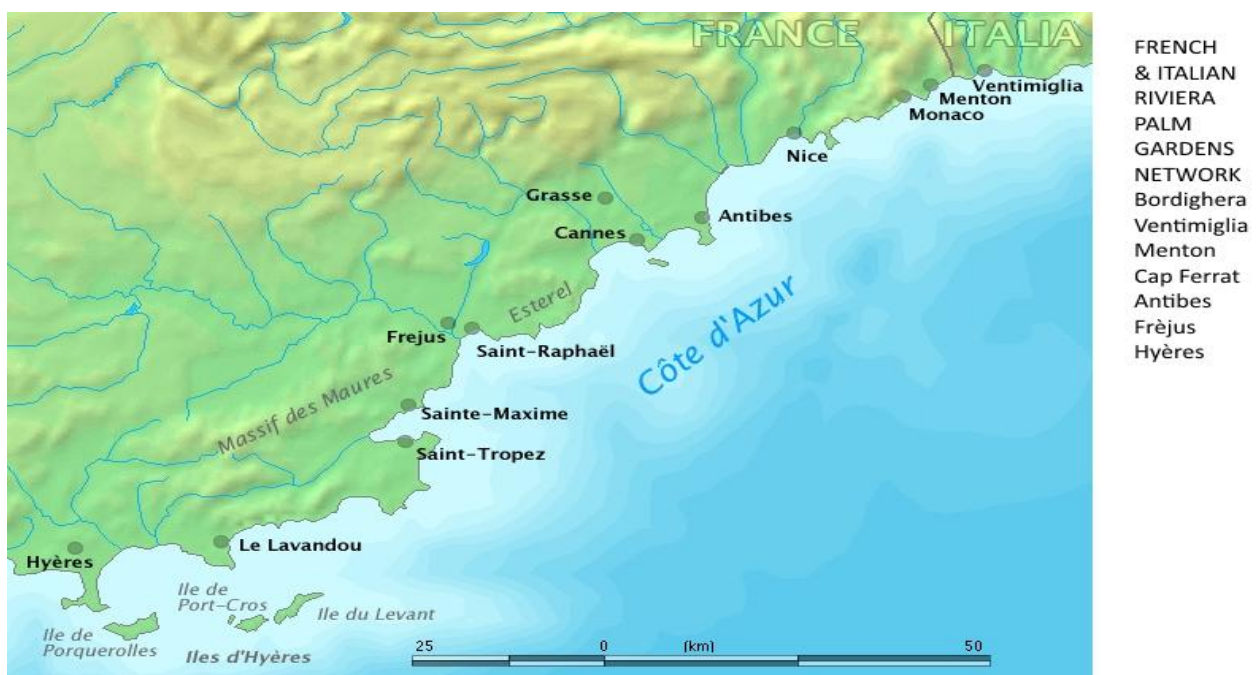 FRANCE ITALIA
Ventimiglia
Menton
Monaco
Nice
Grasse
Antibes
Cannes
Esterel
Côte d'Azur
Frejus
Saint-Raphaël
Massif des Maures
Sainte-Maxime
Saint-Tropez
Le Lavandou
Hyères
Ile de
Port-Cros
Ile du Levant
Ile de
Porquerolles
Iles d'Hyères
25 0 [km] 50
FRENCH
& ITALIAN
RIVIERA
PALM
GARDENS
NETWORK
Bordighera
Ventimiglia
Menton
Cap Ferrat
Antibes
Frèjus
Hyères